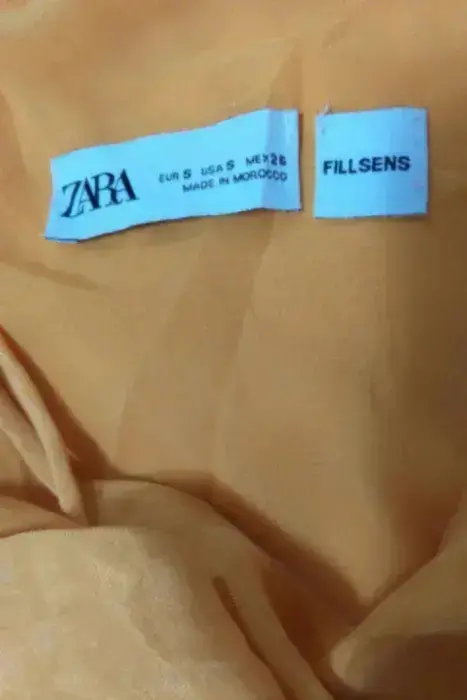 ZARA
EUR S USA S MEX 26
MADE IN MOROCCO
FILLSENS